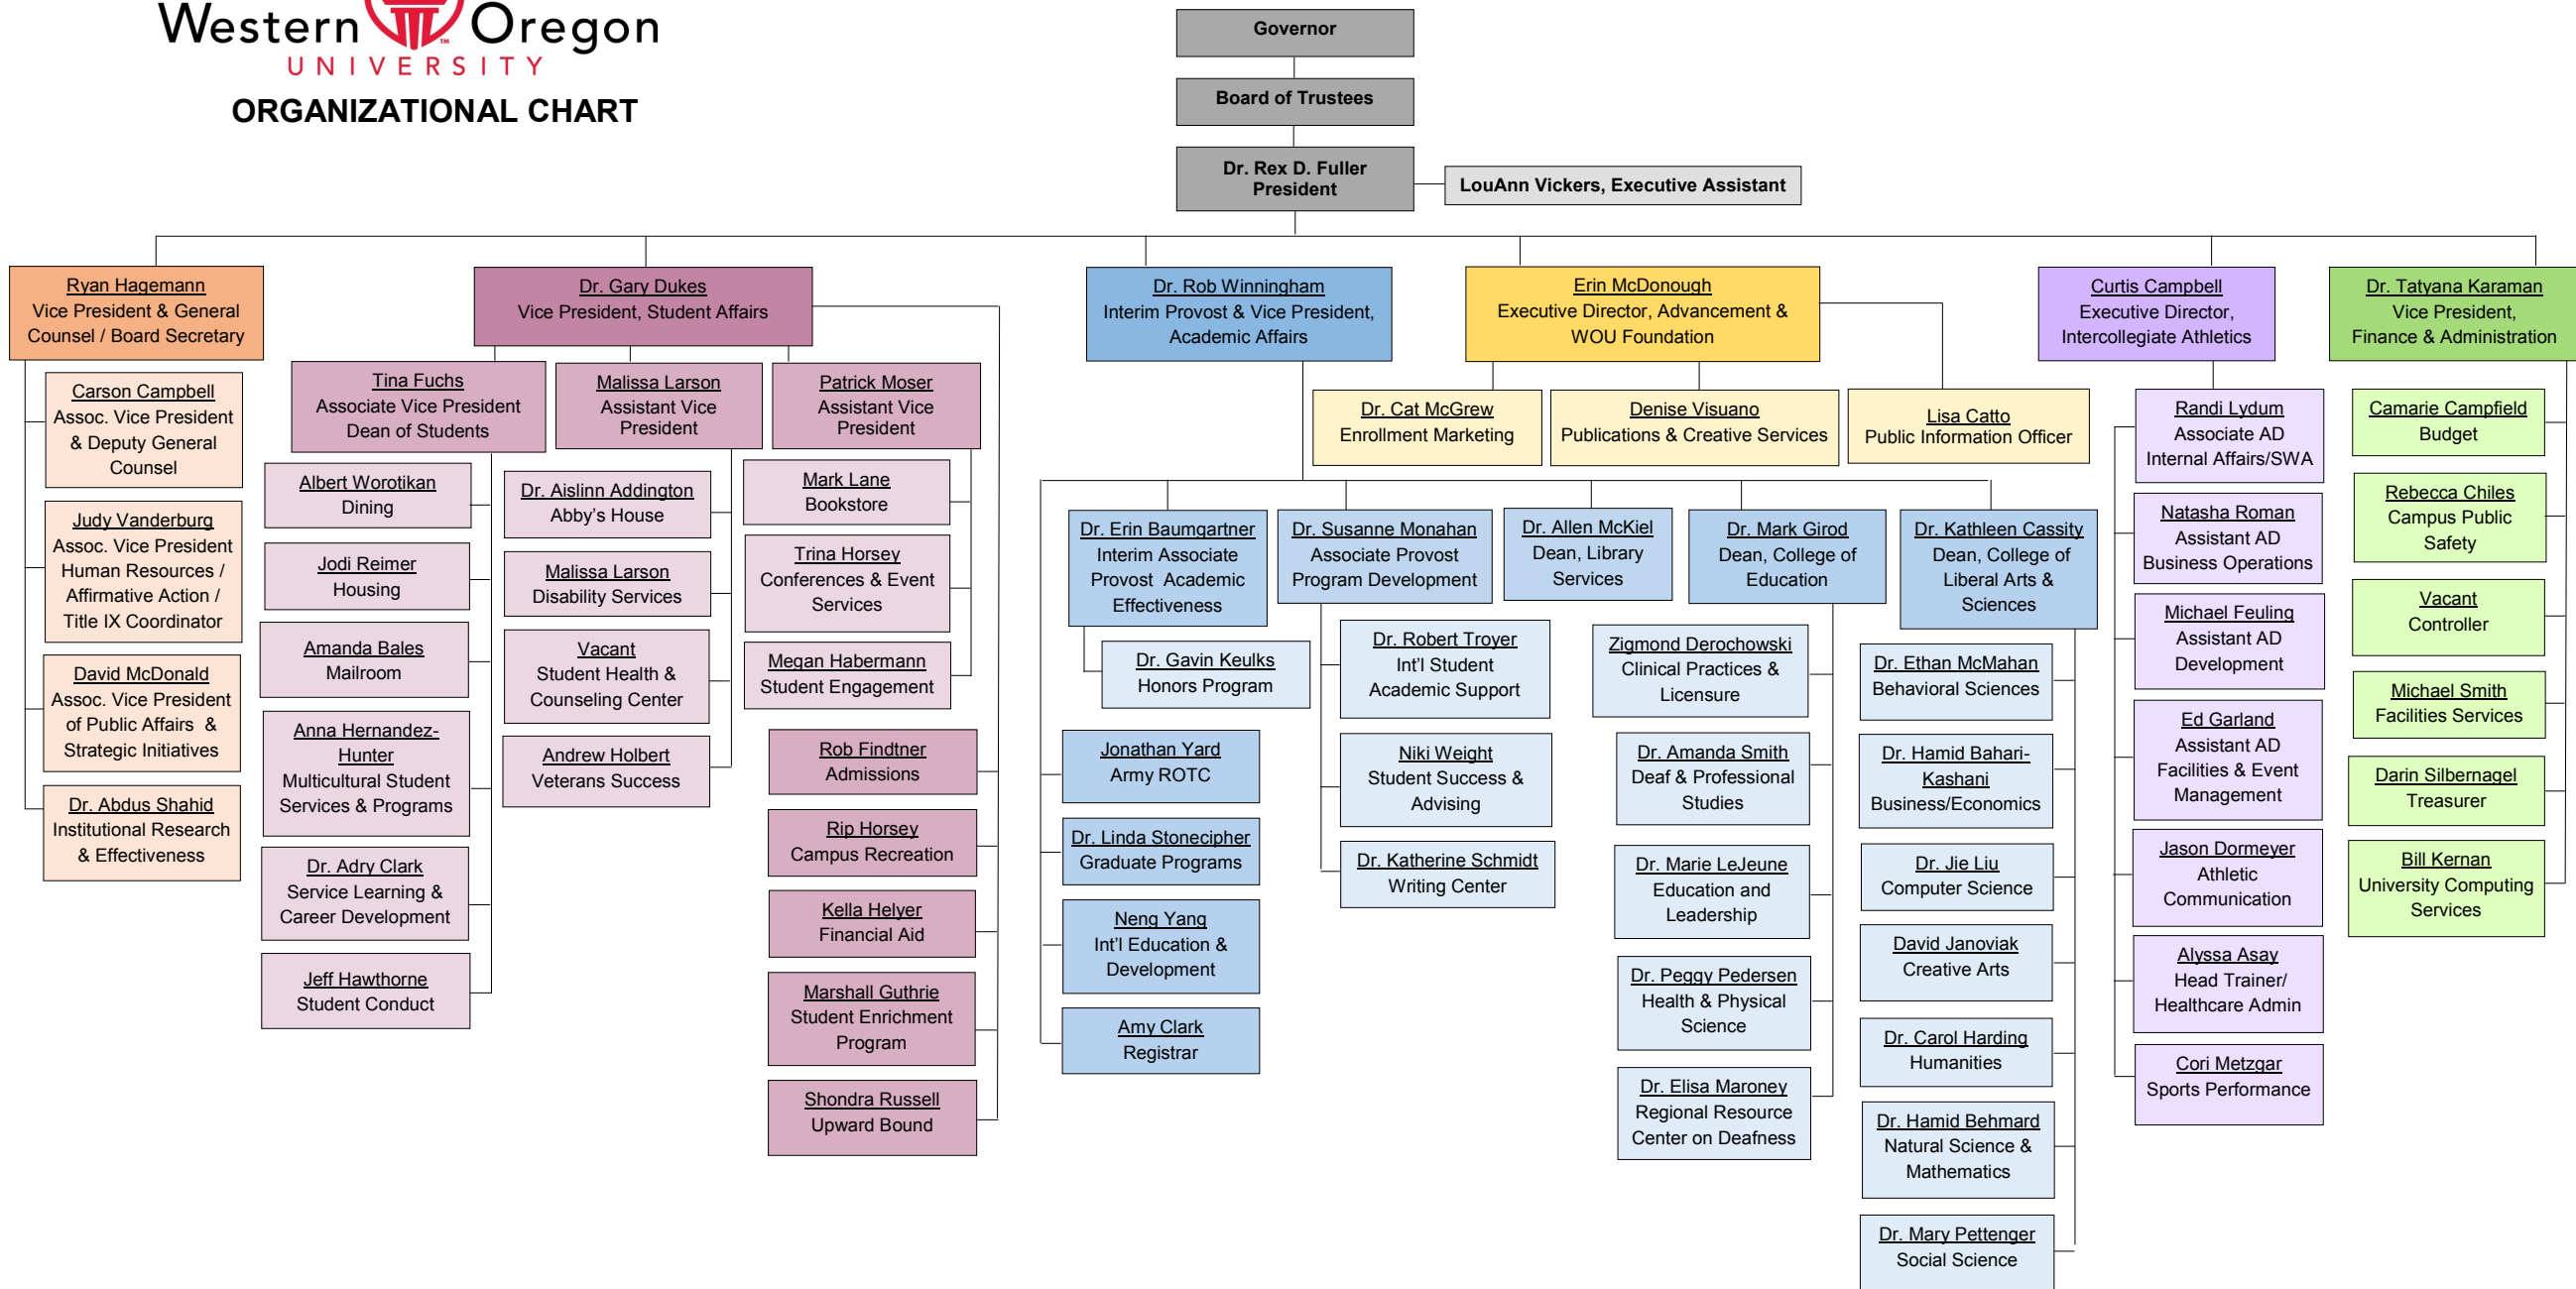 Western Oregon
UNIVERSITY
ORGANIZATIONAL CHART
Governor
Board of Trustees
Dr. Rex D. Fuller
President
LouAnn Vickers, Executive Assistant
Ryan Hagemann
Vice President & General
Counsel / Board Secretary
Carson Campbell
Assoc. Vice President
& Deputy General
Counsel
Judy Vanderburg
Assoc. Vice President
Human Resources /
Affirmative Action /
Title IX Coordinator
David McDonald
Assoc. Vice President
of Public Affairs &
Strategic Initiatives
Dr. Abdus Shahid
Institutional Research
& Effectiveness
Dr. Gary Dukes
Vice President, Student Affairs
Tina Fuchs
Associate Vice President
Dean of Students
Albert Worotikan
Dining
Jodi Reimer
Housing
Amanda Bales
Mailroom
Anna Hernandez-
Hunter
Multicultural Student
Services & Programs
Dr. Adry Clark
Service Learning &
Career Development
Jeff Hawthorne
Student Conduct
Malissa Larson
Assistant Vice
President
Dr. Aislinn Addington
Abby's House
Malissa Larson
Disability Services
Vacant
Student Health &
Counseling Center
Andrew Holbert
Veterans Success
Patrick Moser
Assistant Vice
President
Mark Lane
Bookstore
Trina Horsey
Conferences & Event
Services
Megan Habermann
Student Engagement
Rob Findtner
Admissions
Rip Horsey
Campus Recreation
Kella Helyer
Financial Aid
Marshall Guthrie
Student Enrichment
Program
Shondra Russell
Upward Bound
Dr. Rob Winningham
Interim Provost & Vice President,
Academic Affairs
Dr. Erin Baumgartner
Interim Associate
Provost Academic
Effectiveness
Dr. Gavin Keulks
Honors Program
Jonathan Yard
Army ROTC
Dr. Linda Stonecipher
Graduate Programs
Neng Yang
Int'l Education &
Development
Amy Clark
Registrar
Dr. Susanne Monahan
Associate Provost
Program Development
Dr. Robert Troyer
Int'l Student
Academic Support
Niki Weight
Student Success &
Advising
Dr. Katherine Schmidt
Writing Center
Dr. Allen McKiel
Dean, Library
Services
Dr. Mark Girod
Dean, College of
Education
Zigmond Derochowski
Clinical Practices &
Licensure
Dr. Amanda Smith
Deaf & Professional
Studies
Dr. Marie LeJeune
Education and
Leadership
Dr. Peggy Pedersen
Health & Physical
Science
Dr. Elisa Maroney
Regional Resource
Center on Deafness
Dr. Kathleen Cassity
Dean, College of
Liberal Arts &
Sciences
Dr. Ethan McMahan
Behavioral Sciences
Dr. Hamid Bahari-
Kashani
Business/Economics
Dr. Jie Liu
Computer Science
David Janoviak
Creative Arts
Dr. Carol Harding
Humanities
Dr. Hamid Behmard
Natural Science &
Mathematics
Dr. Mary Pettenger
Social Science
Erin McDonough
Executive Director, Advancement &
WOU Foundation
Dr. Cat McGrew
Enrollment Marketing
Denise Visuano
Publications & Creative Services
Lisa Catto
Public Information Officer
Curtis Campbell
Executive Director,
Intercollegiate Athletics
Randi Lydum
Associate AD
Internal Affairs/SWA
Natasha Roman
Assistant AD
Business Operations
Michael Feuling
Assistant AD
Development
Ed Garland
Assistant AD
Facilities & Event
Management
Jason Dormeyer
Athletic
Communication
Alyssa Asay
Head Trainer/
Healthcare Admin
Cori Metzgar
Sports Performance
Dr. Tatyana Karaman
Vice President,
Finance & Administration
Camarie Campfield
Budget
Rebecca Chiles
Campus Public
Safety
Vacant
Controller
Michael Smith
Facilities Services
Darin Silbernagel
Treasurer
Bill Kernan
University Computing
Services